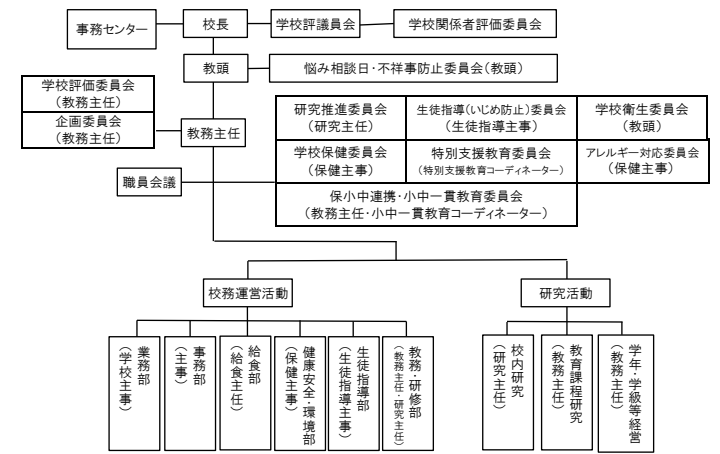 事務センター
校長
学校評議員会
学校関係者評価委員会
教頭
悩み相談日・不祥事防止委員会(教頭)
学校評価委員会
(教務主任)
企画委員会
(教務主任)
教務主任
研究推進委員会
(研究主任)
生徒指導(いじめ防止)委員会
(生徒指導主事)
学校衛生委員会
(教頭)
学校保健委員会
(保健主事)
特別支援教育委員会
(特別支援教育コーディネーター)
アレルギー対応委員会
(保健主事)
職員会議
保小中連携・小中一貫教育委員会
(教務主任・小中一貫教育コーディネーター)
校務運営活動
研究活動
業務部
(学校主事)
事務部
(主事)
給食部
(給食主任)
健康安全・環境部
(保健主事)
生徒指導部
(生徒指導主事)
教務・研修部
(教務主任・研究主任)
校内研究
(研究主任)
教育課程研究
(教務主任)
学年・学級等経営
(教務主任)